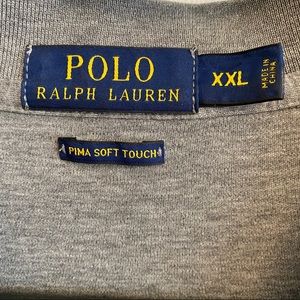 POLO
RALPH LAUREN
XXL
MADE IN
CHINA
PIMA SOFT TOUCH